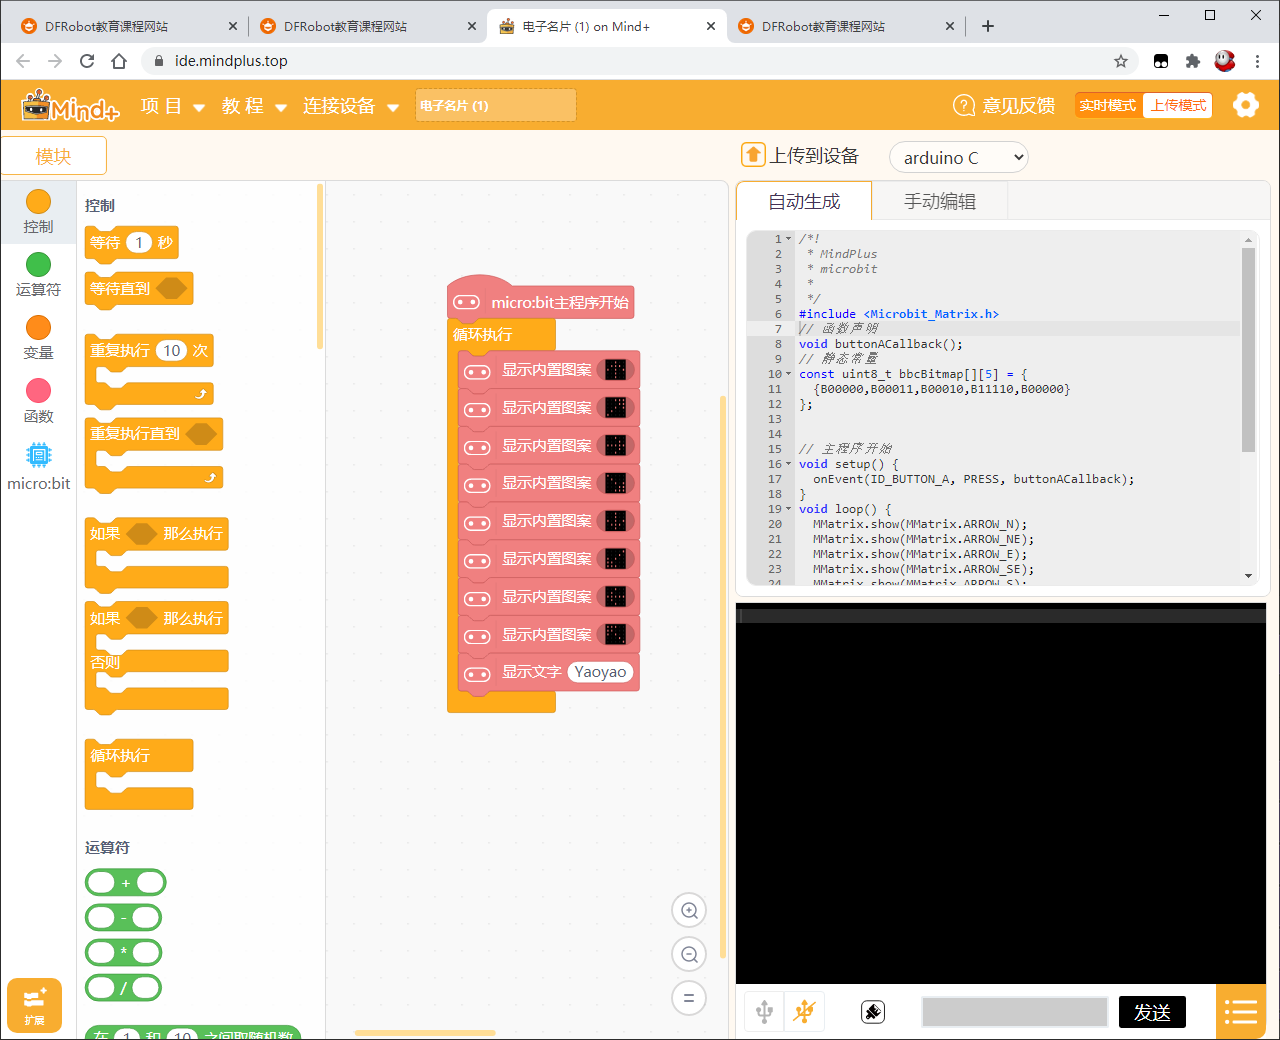 DFRobot教育课程网站
DFRobot教育课程网站
电子名片 (1) on Mind+
DFRobot教育课程网站
ide.mindplus.top
Mind+
项目
教程
连接设备
电子名片 (1)
意见反馈
实时模式
上传模式
模块
上传到设备
arduino C
控制
运算符
变量
函数
micro:bit
扩展
控制
等待 1 秒
等待直到
重复执行 10 次
重复执行直到
如果 那么执行
如果 那么执行
否则
循环执行
运算符
+
-
*
/
在 1 和 10 之间取随机数
micro:bit主程序开始
循环执行
显示内置图案
显示内置图案
显示内置图案
显示内置图案
显示内置图案
显示内置图案
显示内置图案
显示内置图案
显示文字 Yaoyao
自动生成
手动编辑
1 /*!
2  * MindPlus
3  * microbit
4  *
5  */
6 #include <Microbit_Matrix.h>
7 // 函数声明
8 void buttonACallback();
9 // 静态常量
10 const uint8_t bbcBitmap[][5] = {
11   {B00000,B00011,B00010,B11110,B00000}
12 };
13
14
15 // 主程序开始
16 void setup() {
17   onEvent(ID_BUTTON_A, PRESS, buttonACallback);
18 }
19 void loop() {
20   MMatrix.show(MMatrix.ARROW_N);
21   MMatrix.show(MMatrix.ARROW_NE);
22   MMatrix.show(MMatrix.ARROW_E);
23   MMatrix.show(MMatrix.ARROW_SE);
24   MMatrix.show(MMatrix.ARROW_S);
发送